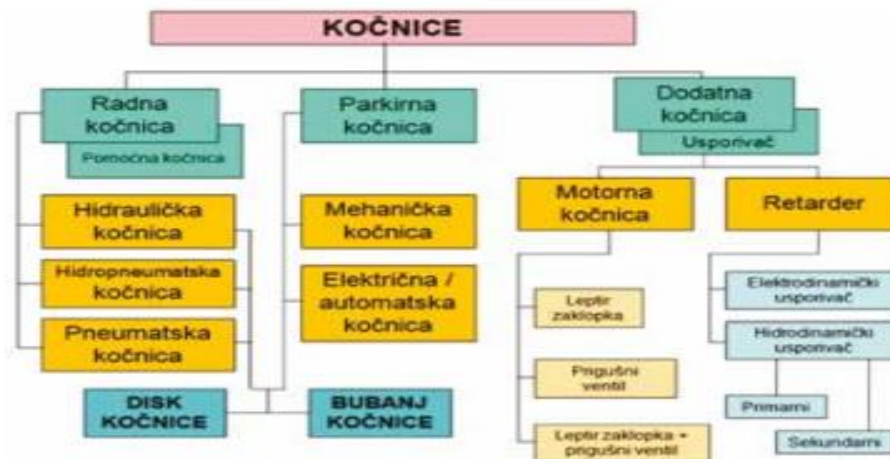 KOČNICE
Radna
kočnica
Pomoćna kočnica
Parkirna
kočnica
Dodatna
kočnica
Usporivač
Hidraulička
kočnica
Hidropneumatska
kočnica
Pneumatska
kočnica
Mehanička
kočnica
Električna /
automatska
kočnica
DISK
KOČNICE
BUBANJ
KOČNICE
Motorna
kočnica
Leptir
zaklopka
Prigušni
ventil
Leptir zaklopka +
prigušni ventil
Retarder
Elektrodinamički
usporivač
Hidrodinamički
usporivač
Primarni
Sekundarni